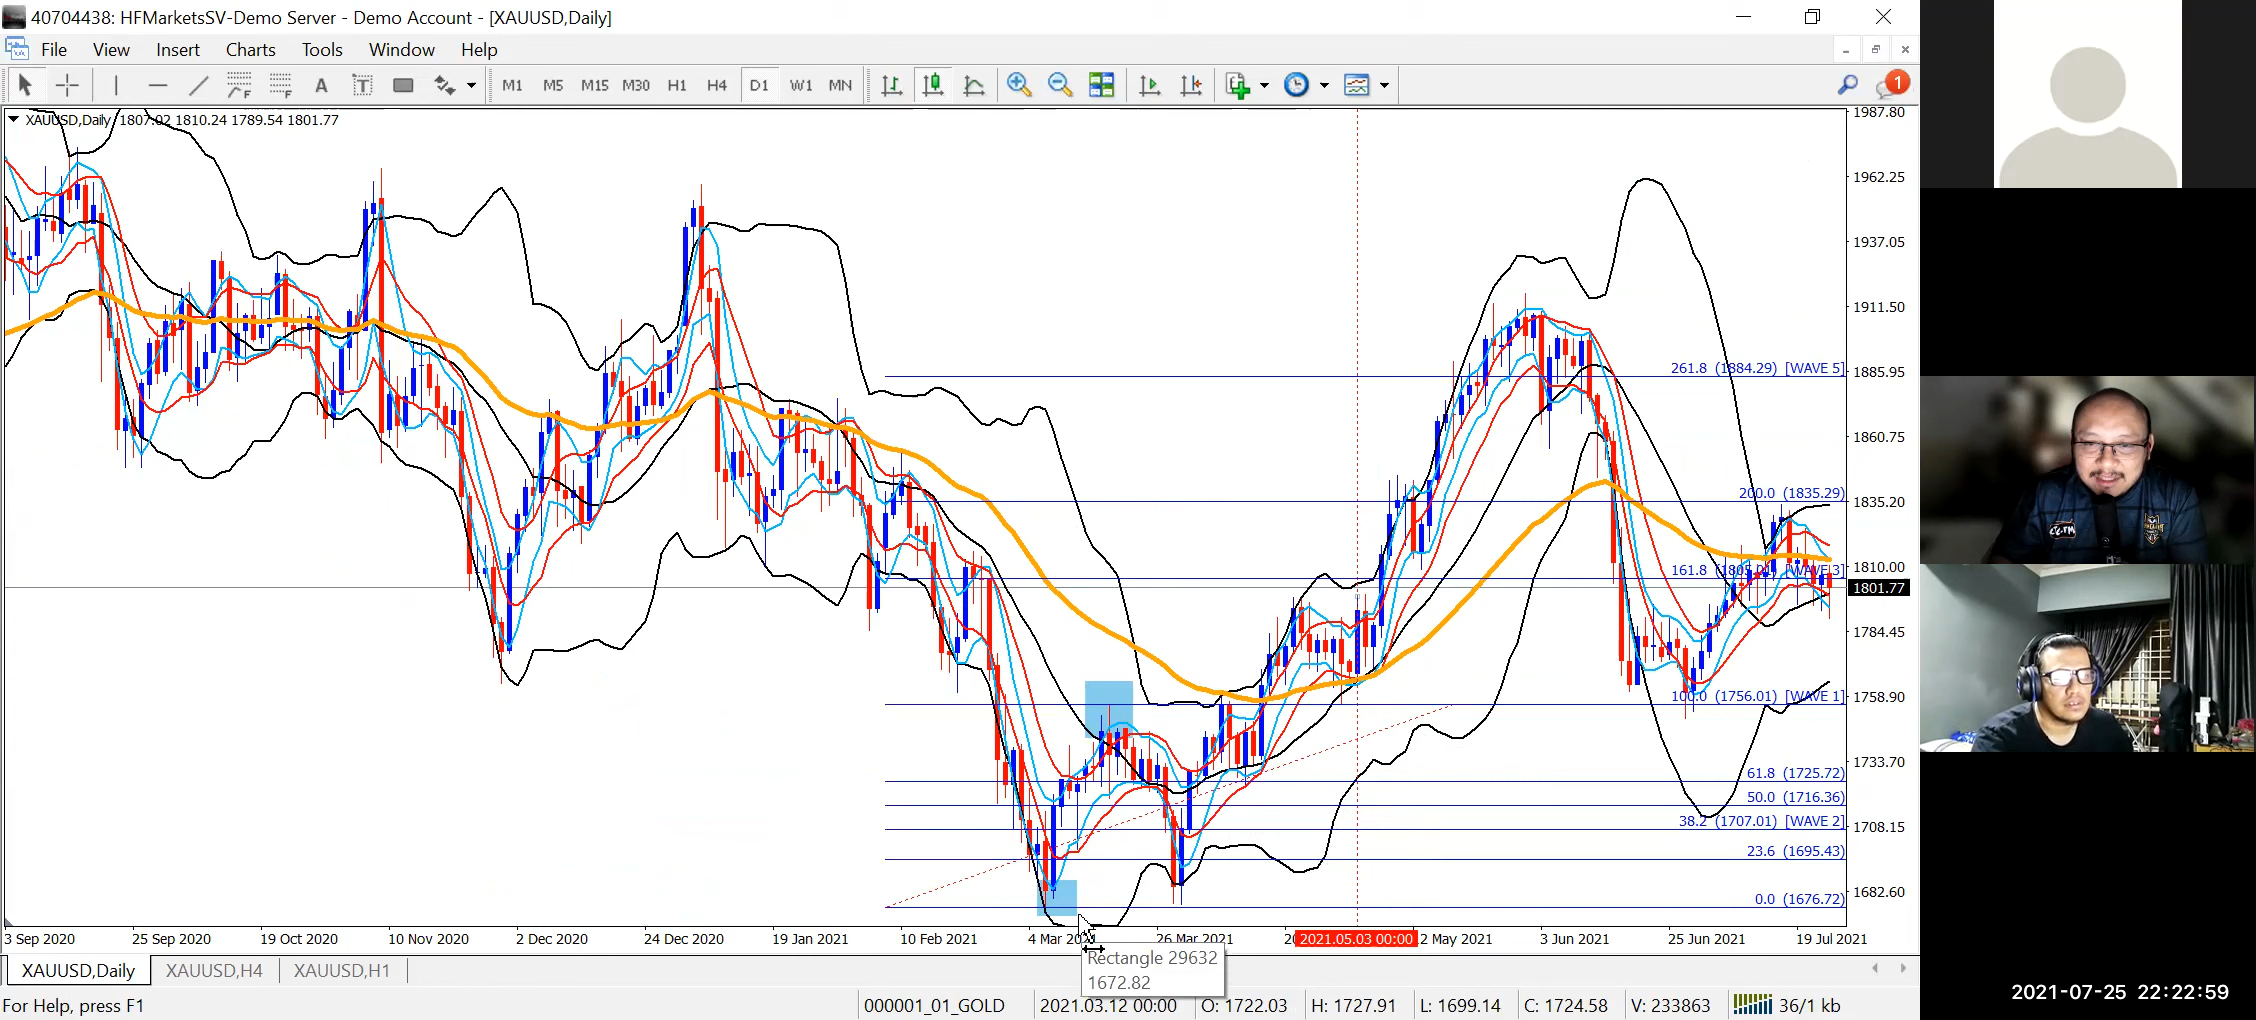 40704438: HFMarketsSV-Demo Server - Demo Account - [XAUUSD,Daily]
File View Insert Charts Tools Window Help
A T M1 M5 M15 M30 H1 H4 D1 W1 MN 1
XAUUSD,Daily 1807.02 1810.24 1789.54 1801.77
1987.80
1962.25
1937.05
1911.50
261.8 (1884.29) [WAVE 5] 1885.95
1860.75
200.0 (1835.29) 1835.20
161.8 [WAVE 3] 1810.00
1801.77
1784.45
100.0 (1756.01) [WAVE 1] 1758.90
61.8 (1725.72) 1733.70
50.0 (1716.36)
38.2 (1707.01) [WAVE 2] 1708.15
23.6 (1695.43)
0.0 (1676.72) 1682.60
3 Sep 2020 25 Sep 2020 19 Oct 2020 10 Nov 2020 2 Dec 2020 24 Dec 2020 19 Jan 2021 10 Feb 2021 4 Mar 26 Mar 2021 2021.05.03 00:00 2 May 2021 3 Jun 2021 25 Jun 2021 19 Jul 2021
Rectangle 29632
1672.82
XAUUSD,Daily XAUUSD,H4 XAUUSD,H1
For Help, press F1 000001_01_GOLD 2021.03.12 00:00 O: 1722.03 H: 1727.91 L: 1699.14 C: 1724.58 V: 233863 36/1 kb
2021-07-25 22:22:59